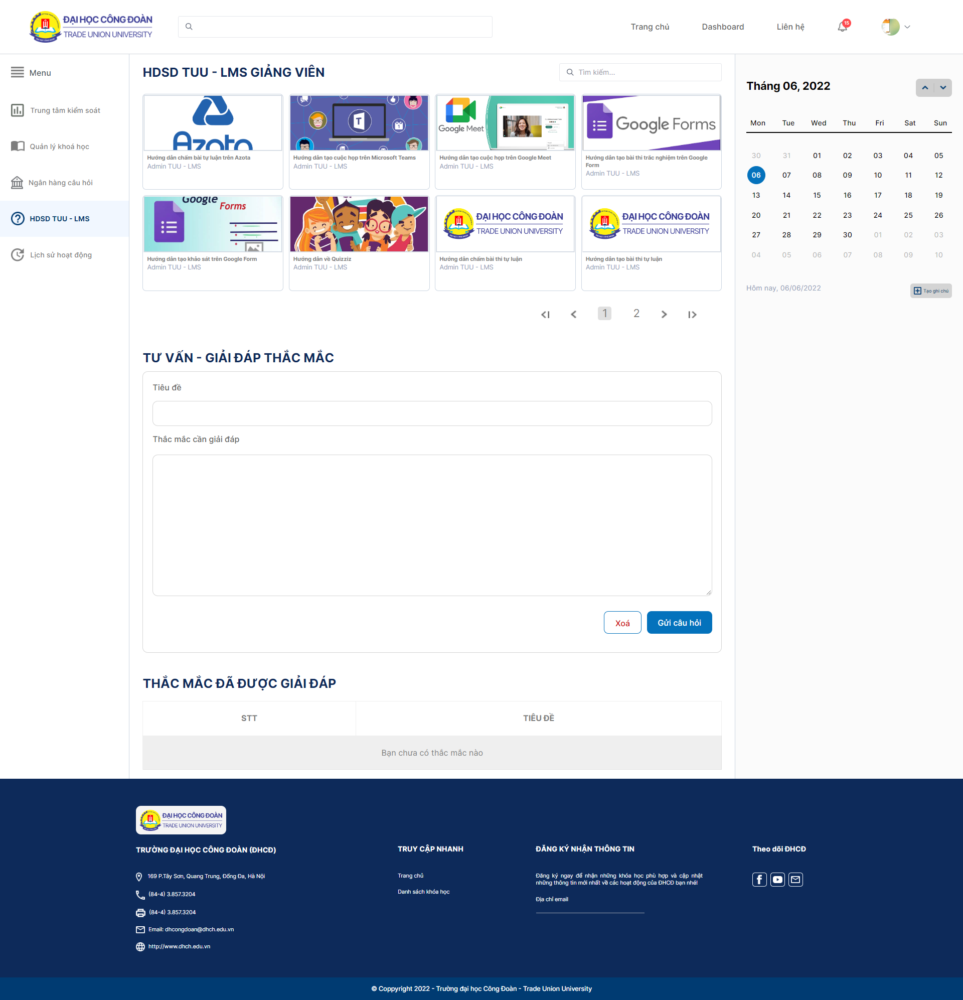 ĐẠI HỌC CÔNG ĐOÀN
TRADE UNION UNIVERSITY
Trang chủ
Dashboard
Liên hệ
15
Menu
Trung tâm kiểm soát
Quản lý khoá học
Ngân hàng câu hỏi
HDSD TUU - LMS
Lịch sử hoạt động
HDSD TUU - LMS GIẢNG VIÊN
Tìm kiếm...
Azota
Hướng dẫn chấm bài tự luận trên Azota
Admin TUU - LMS
T
1
Hướng dẫn tạo cuộc họp trên Microsoft Teams
Admin TUU - LMS
Google Meet
Hướng dẫn tạo cuộc họp trên Google Meet
Admin TUU - LMS
Google Forms
Hướng dẫn tạo bài thi trắc nghiệm trên Google
Form
Admin TUU - LMS
Google Forms
Hướng dẫn tạo khảo sát trên Google Form
Admin TUU - LMS
Hướng dẫn về Quizziz
Admin TUU - LMS
ĐẠI HỌC CÔNG ĐOÀN
TRADE UNION UNIVERSITY
Hướng dẫn chấm bài thi tự luận
Admin TUU - LMS
ĐẠI HỌC CÔNG ĐOÀN
TRADE UNION UNIVERSITY
Hướng dẫn tạo bài thi tự luận
Admin TUU - LMS
1 2
TƯ VẤN - GIẢI ĐÁP THẮC MẮC
Tiêu đề
Thắc mắc cần giải đáp
Xoá
Gửi câu hỏi
THẮC MẮC ĐÃ ĐƯỢC GIẢI ĐÁP
STT TIÊU ĐỀ
Bạn chưa có thắc mắc nào
Tháng 06, 2022
Mon Tue Wed Thu Fri Sat Sun
30 31 01 02 03 04 05
06 07 08 09 10 11 12
13 14 15 16 17 18 19
20 21 22 23 24 25 26
27 28 29 30 01 02 03
04 05 06 07 08 09 10
Hôm nay, 06/06/2022
Tạo ghi chú
ĐẠI HỌC CÔNG ĐOÀN
TRADE UNION UNIVERSITY
TRƯỜNG ĐẠI HỌC CÔNG ĐOÀN (ĐHCĐ)
169 P.Tây Sơn, Quang Trung, Đống Đa, Hà Nội
(84-4) 3.857.3204
(84-4) 3.857.3204
Email: dhcongdoan@dhch.edu.vn
http://www.dhch.edu.vn
TRUY CẬP NHANH
Trang chủ
Danh sách khóa học
ĐĂNG KÝ NHẬN THÔNG TIN
Đăng ký ngay để nhận những khóa học phù hợp và cập nhật
những thông tin mới nhất về các hoạt động của ĐHCĐ bạn nhé!
Địa chỉ email
Theo dõi ĐHCĐ
© Coppyright 2022 - Trường đại học Công Đoàn - Trade Union University